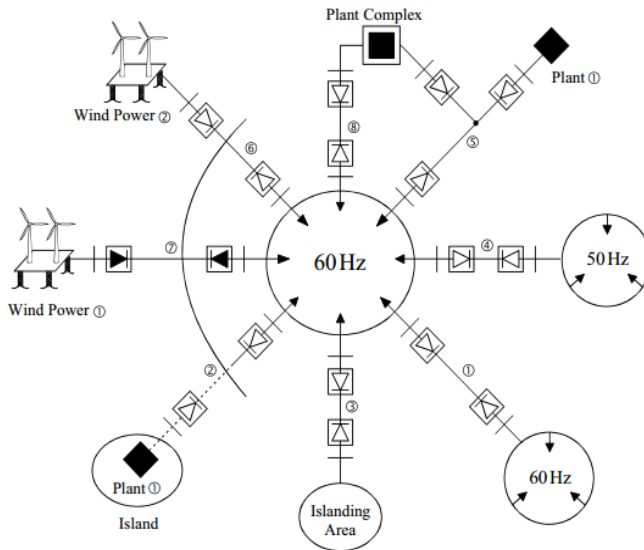 Plant Complex
Plant ①
Wind Power ②
⑧
⑤
⑥
⑦
④
60 Hz
50 Hz
Wind Power ①
②
①
③
Plant ①
Island
Islanding
Area
60 Hz